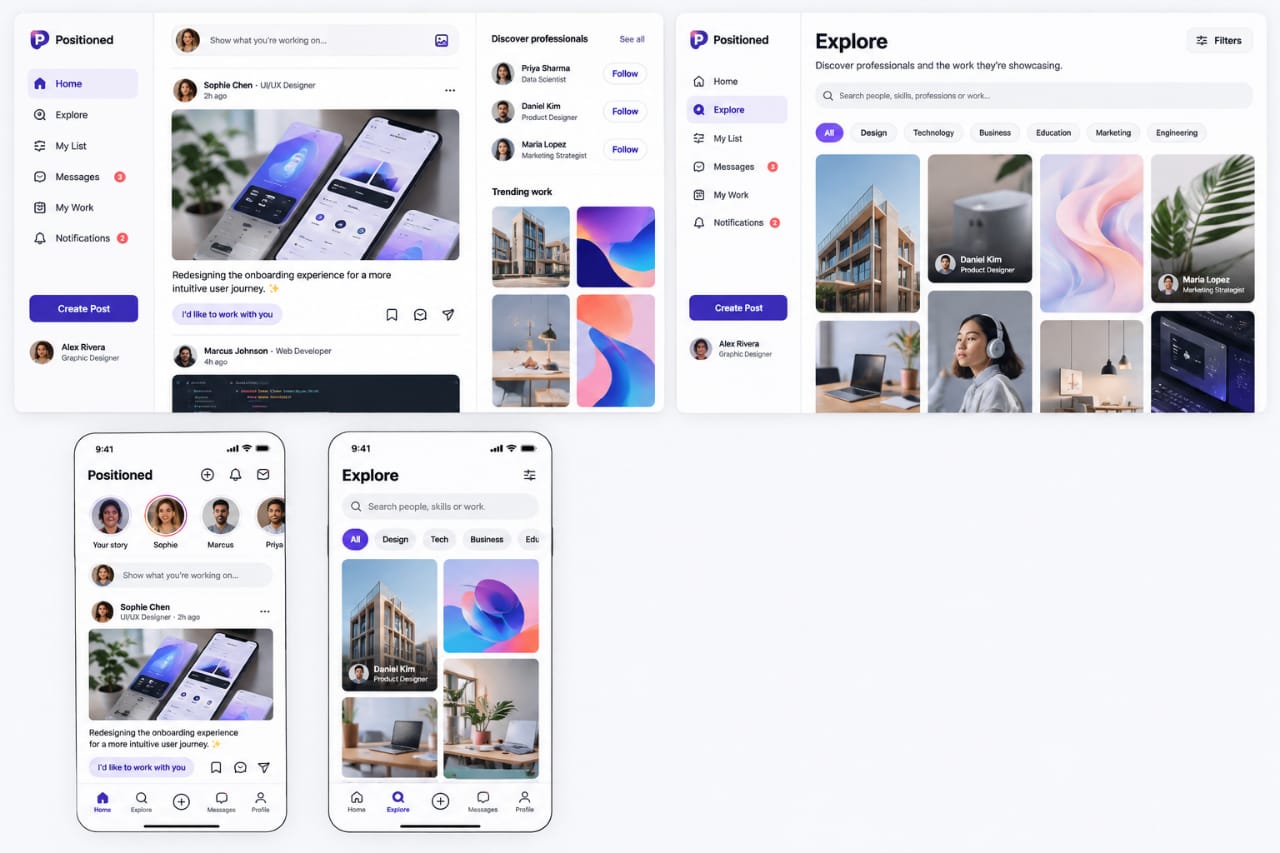 Positioned
Home
Explore
My List
Messages 3
My Work
Notifications 2
Create Post
Alex Rivera
Graphic Designer
Show what you're working on...
Sophie Chen · UI/UX Designer
2h ago
Redesigning the onboarding experience for a more
intuitive user journey. ✨
I'd like to work with you
Marcus Johnson · Web Developer
4h ago
Discover professionals See all
Priya Sharma
Data Scientist
Follow
Daniel Kim
Product Designer
Follow
Maria Lopez
Marketing Strategist
Follow
Trending work
Positioned
Home
Explore
My List
Messages 3
My Work
Notifications 2
Create Post
Alex Rivera
Graphic Designer
Explore
Filters
Discover professionals and the work they're showcasing.
Search people, skills, professions or work...
All Design Technology Business Education Marketing Engineering
Daniel Kim
Product Designer
Maria Lopez
Marketing Strategist
9:41
Positioned
Your story Sophie Marcus Priya
Show what you're working on...
Sophie Chen
UI/UX Designer · 2h ago
Redesigning the onboarding experience
for a more intuitive user journey. ✨
I'd like to work with you
Home Explore Messages Profile
9:41
Explore
Search people, skills or work.
All Design Tech Business Edu
Daniel Kim
Product Designer
Home Explore Messages Profile